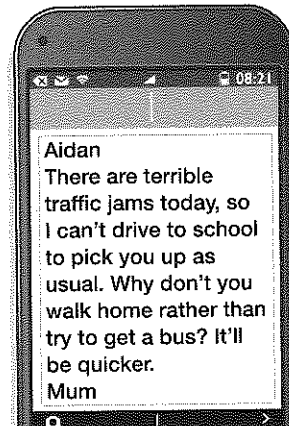 08:21
Aidan
There are terrible
traffic jams today, so
I can't drive to school
to pick you up as
usual. Why don't you
walk home rather than
try to get a bus? It'll
be quicker.
Mum